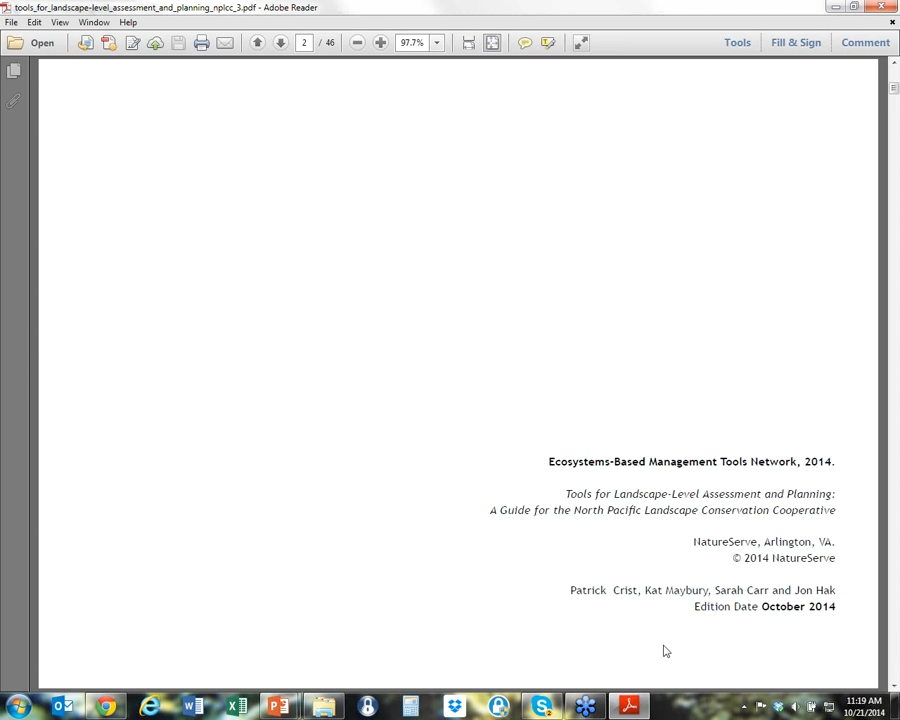 tools_for_landscape-level_assessment_and_planning_nplcc_3.pdf - Adobe Reader
File Edit View Window Help
Open 2 / 46 97.7% Tools Fill & Sign Comment
Ecosystems-Based Management Tools Network, 2014.
Tools for Landscape-Level Assessment and Planning:
A Guide for the North Pacific Landscape Conservation Cooperative
NatureServe, Arlington, VA.
© 2014 NatureServe
Patrick Crist, Kat Maybury, Sarah Carr and Jon Hak
Edition Date October 2014
11:19 AM
10/21/2014